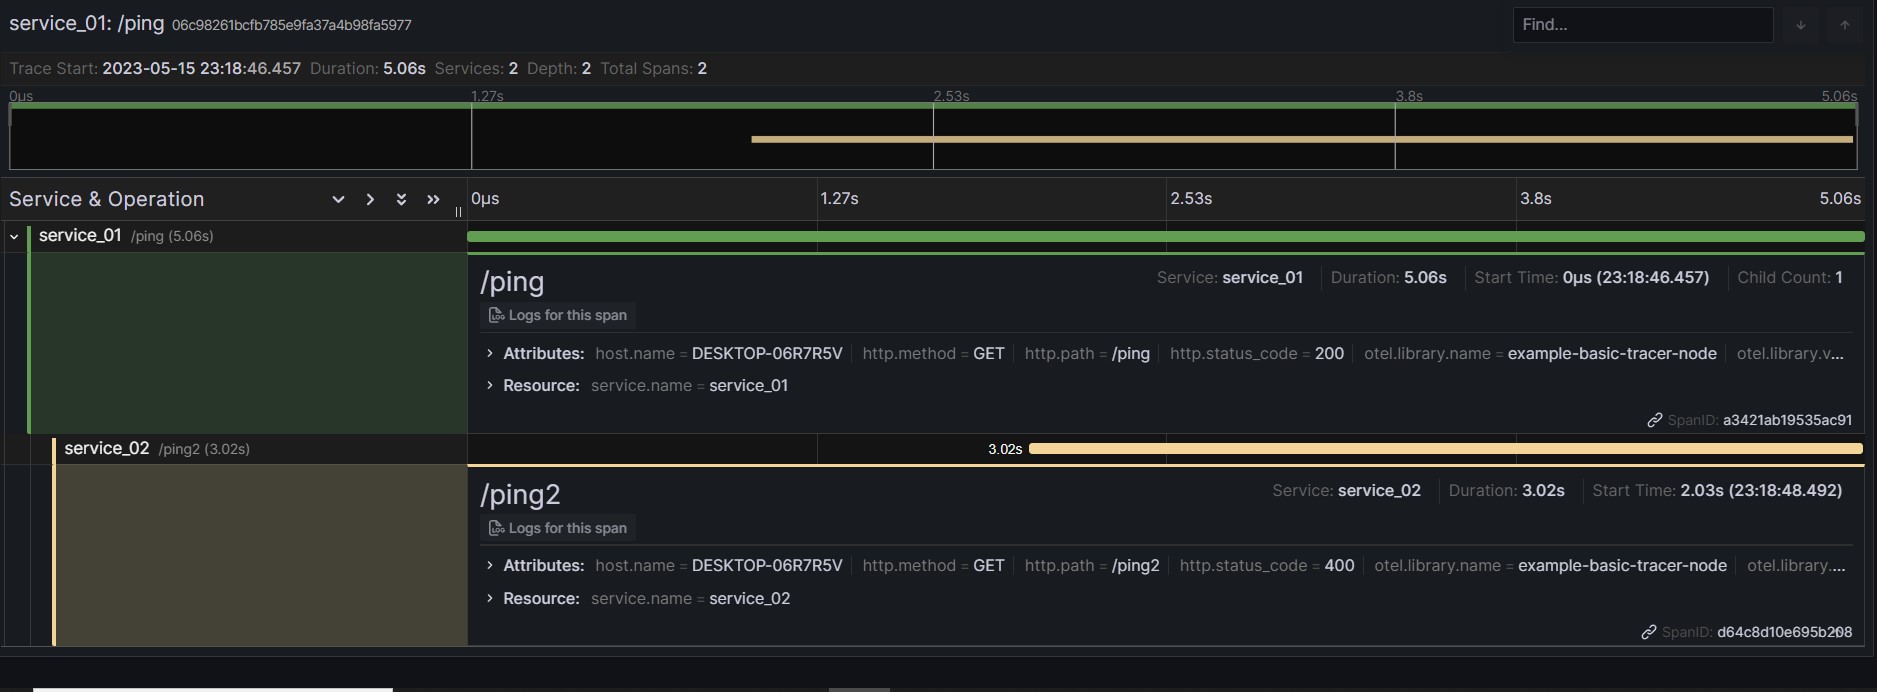 service_01: /ping 06c98261bcfb785e9fa37a4b98fa5977 Find...
Trace Start: 2023-05-15 23:18:46.457 Duration: 5.06s Services: 2 Depth: 2 Total Spans: 2
0μs 1.27s 2.53s 3.8s 5.06s
Service & Operation 0μs 1.27s 2.53s 3.8s 5.06s
service_01 /ping (5.06s)
/ping Service: service_01 Duration: 5.06s Start Time: 0μs (23:18:46.457) Child Count: 1
LOG Logs for this span
Attributes: host.name = DESKTOP-06R7R5V http.method = GET http.path = /ping http.status_code = 200 otel.library.name = example-basic-tracer-node otel.library.v...
Resource: service.name = service_01
SpanID: a3421ab19535ac91
service_02 /ping2 (3.02s) 3.02s
/ping2 Service: service_02 Duration: 3.02s Start Time: 2.03s (23:18:48.492)
LOG Logs for this span
Attributes: host.name = DESKTOP-06R7R5V http.method = GET http.path = /ping2 http.status_code = 400 otel.library.name = example-basic-tracer-node otel.library....
Resource: service.name = service_02
SpanID: